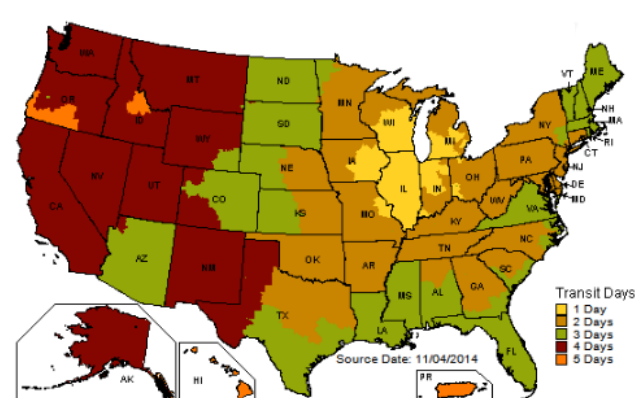 WA
MT
ND
MN
VT
ME
OR
ID
WY
SD
WI
MI
NY
NH
MA
RI
CT
NV
UT
CO
NE
IA
IL
IN
OH
PA
NJ
DE
MD
CA
KS
MO
KY
WV
VA
AZ
NM
OK
AR
TN
NC
SC
TX
LA
MS
AL
GA
FL
Transit Days
1 Day
2 Days
3 Days
4 Days
5 Days
Source Date: 11/04/2014
AK
HI
PR